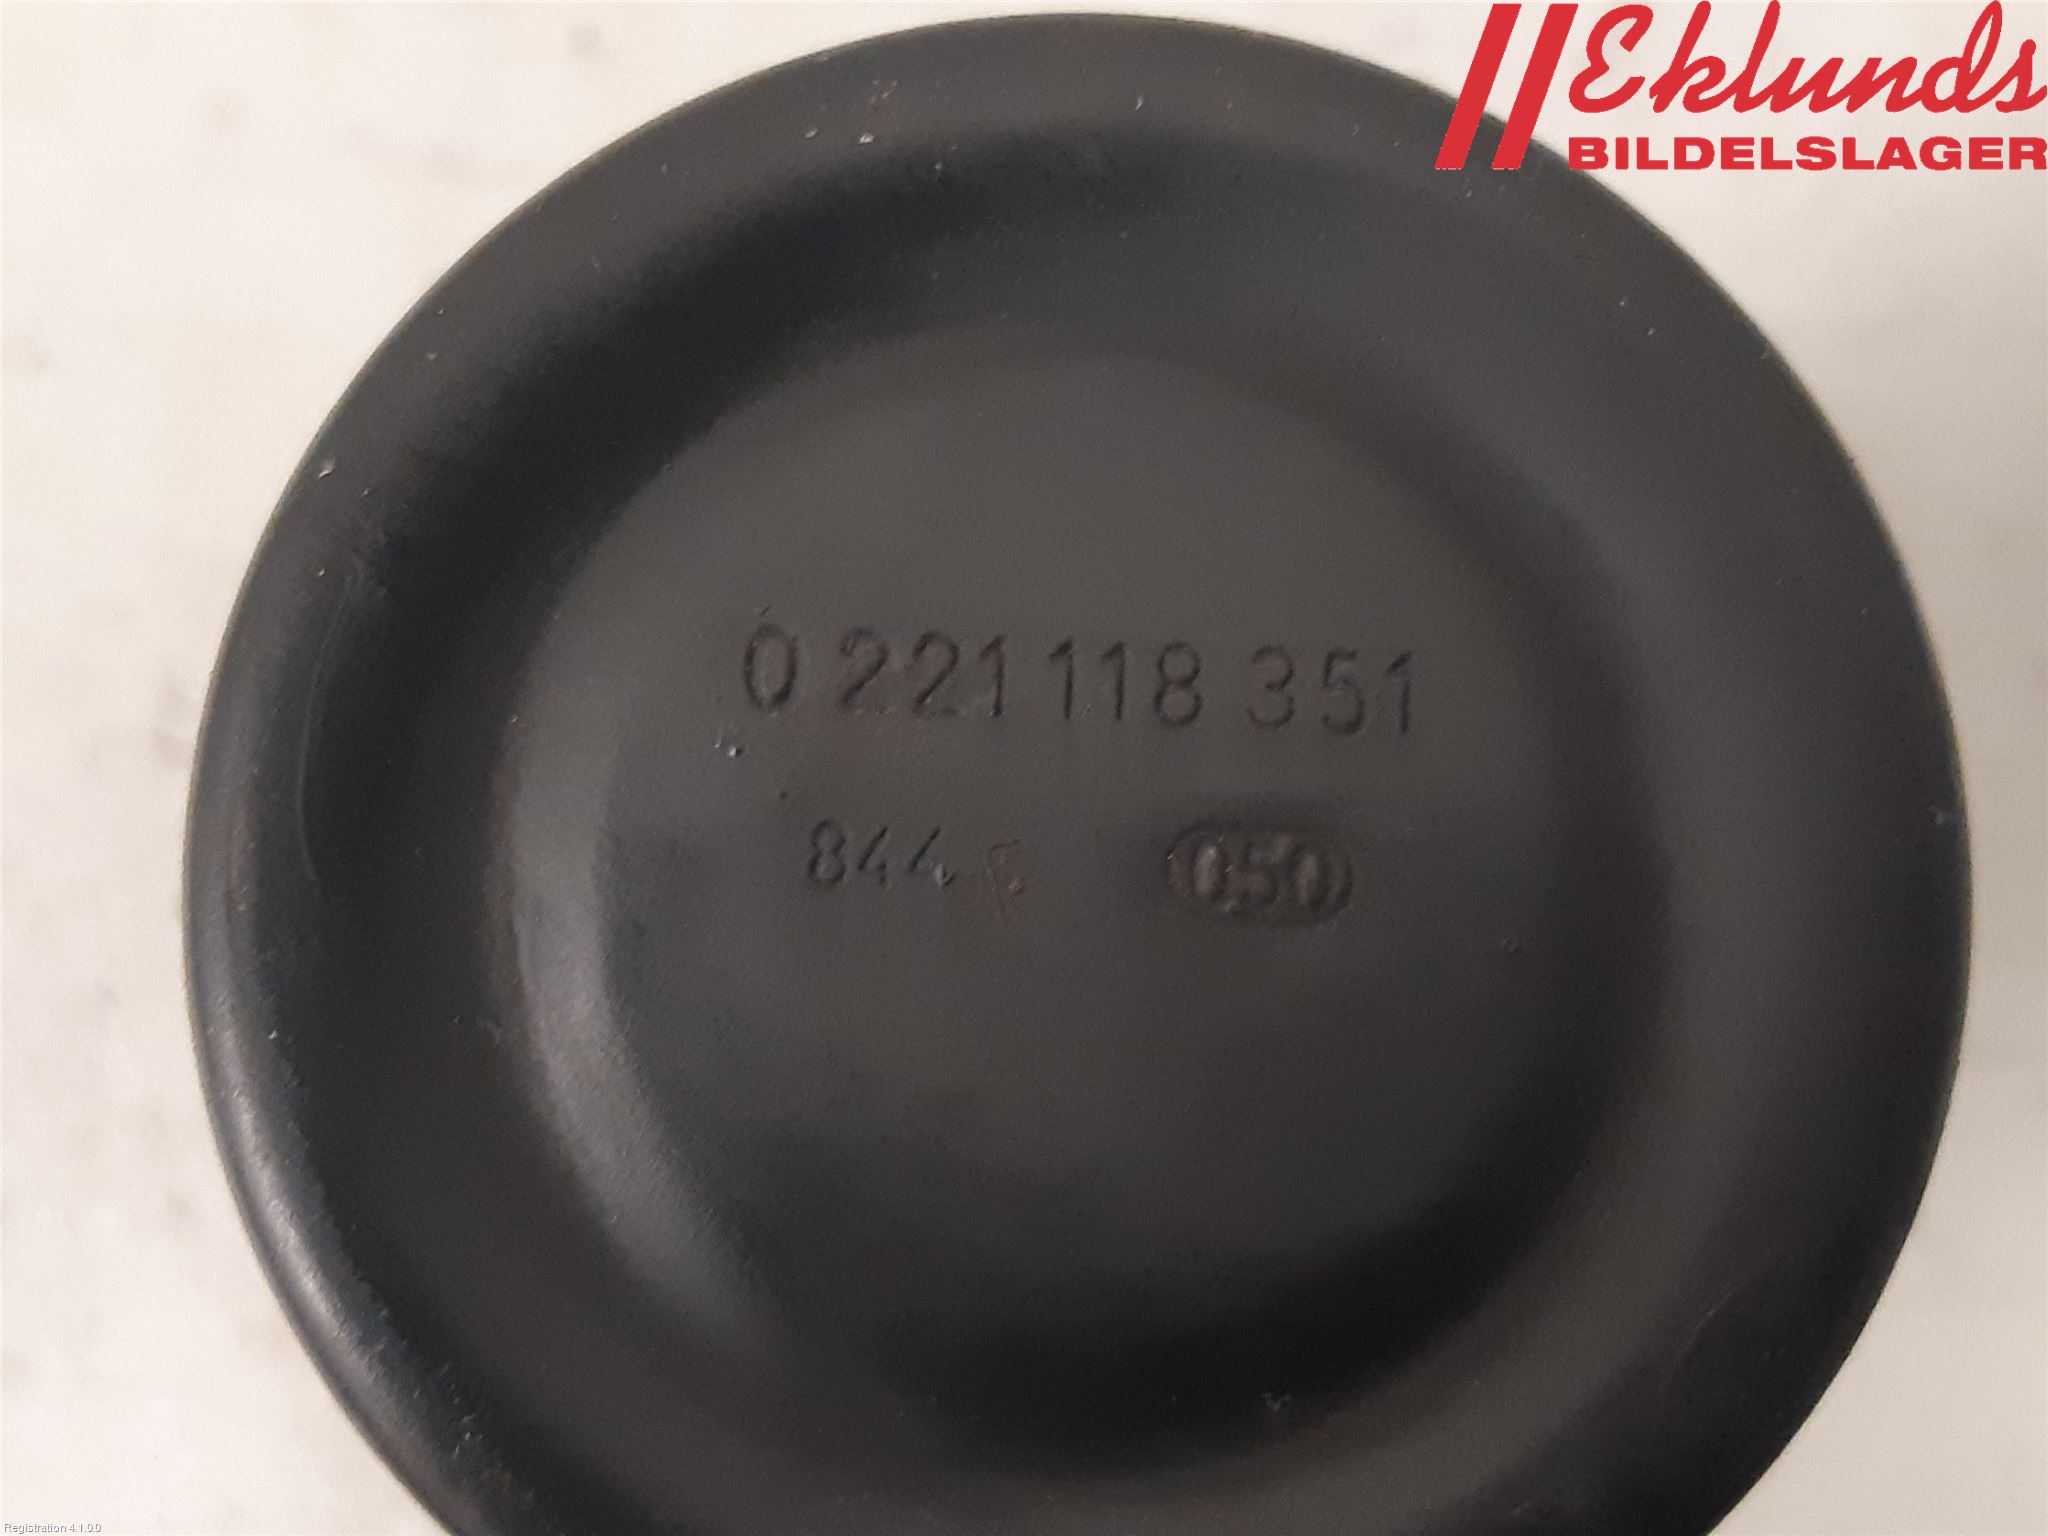 Eklunds
BILDELSLAGER
0 221 118 351
844 050
Registration 4.1.0.0